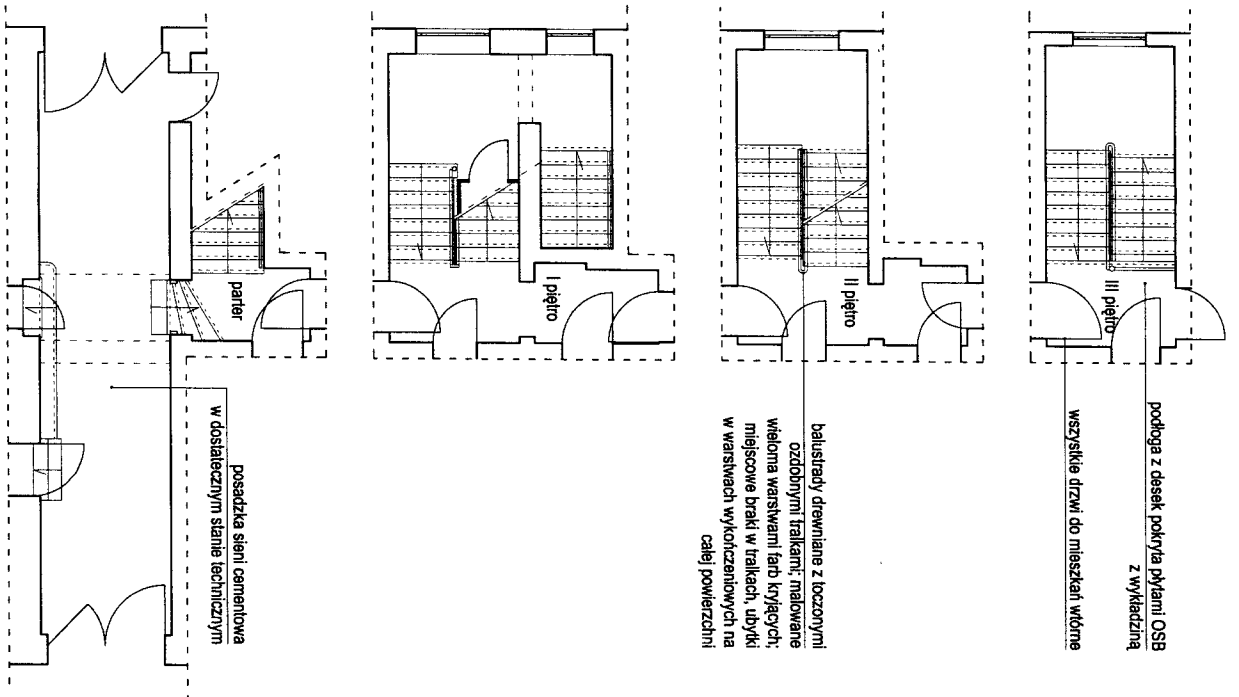 podłoga z desek pokryta płytami OSB
z wykładziną
III piętro
wszystkie drzwi do mieszkań wtórne
II piętro
balustrady drewniane z toczonymi
ozdobnymi tralkami; malowane
wieloma warstwami farb kryjących;
miejscowe braki w tralkach, ubytki
w warstwach wykończeniowych na
całej powierzchni
I piętro
parter
posadzka sieni cementowa
w dostatecznym stanie technicznym